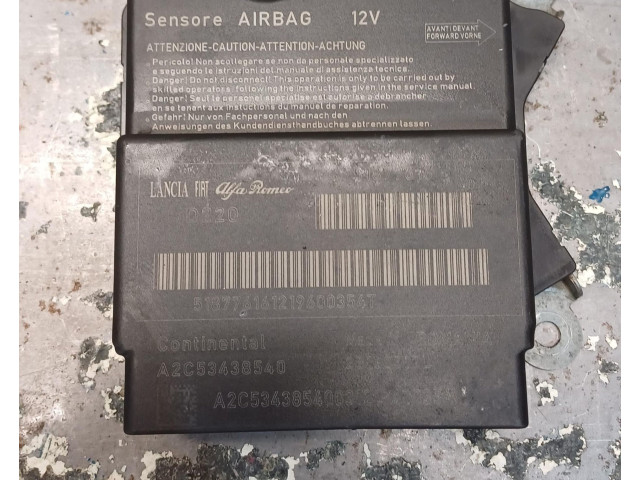 Sensore AIRBAG 12V
AVANTI/DEVANT
FORWARD VORNE
ATTENZIONE-CAUTION-ATTENTION-ACHTUNG
Pericolo! Non scollegare se non da personale specializzato
e seguendo le istruzioni del manuale di assistenza tecnica.
Danger! Do not disconnect! This operation is only to be carried out by
skilled operators, following the instructions given in the service manual.
Danger! Seul le personel specialisé est autorisé à debrancher
en se tenant aux instructions du manuel de reparation.
Gefahr! Nur von Fachpersonal und nach den
Anweisungen des Kundendiensthandbuches abtrennen lassen.
LANCIA FIAT Alfa Romeo
Continental
A2C53438540